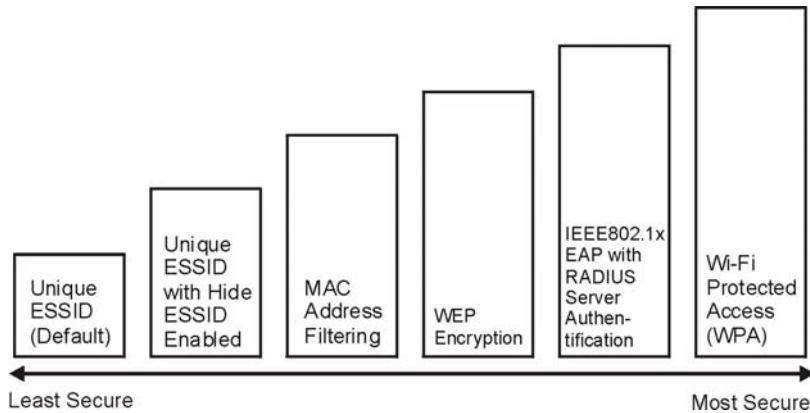 Unique
ESSID
(Default)
Unique
ESSID
with Hide
ESSID
Enabled
MAC
Address
Filtering
WEP
Encryption
IEEE802.1x
EAP with
RADIUS
Server
Authen-
tification
Wi-Fi
Protected
Access
(WPA)
Least Secure
Most Secure